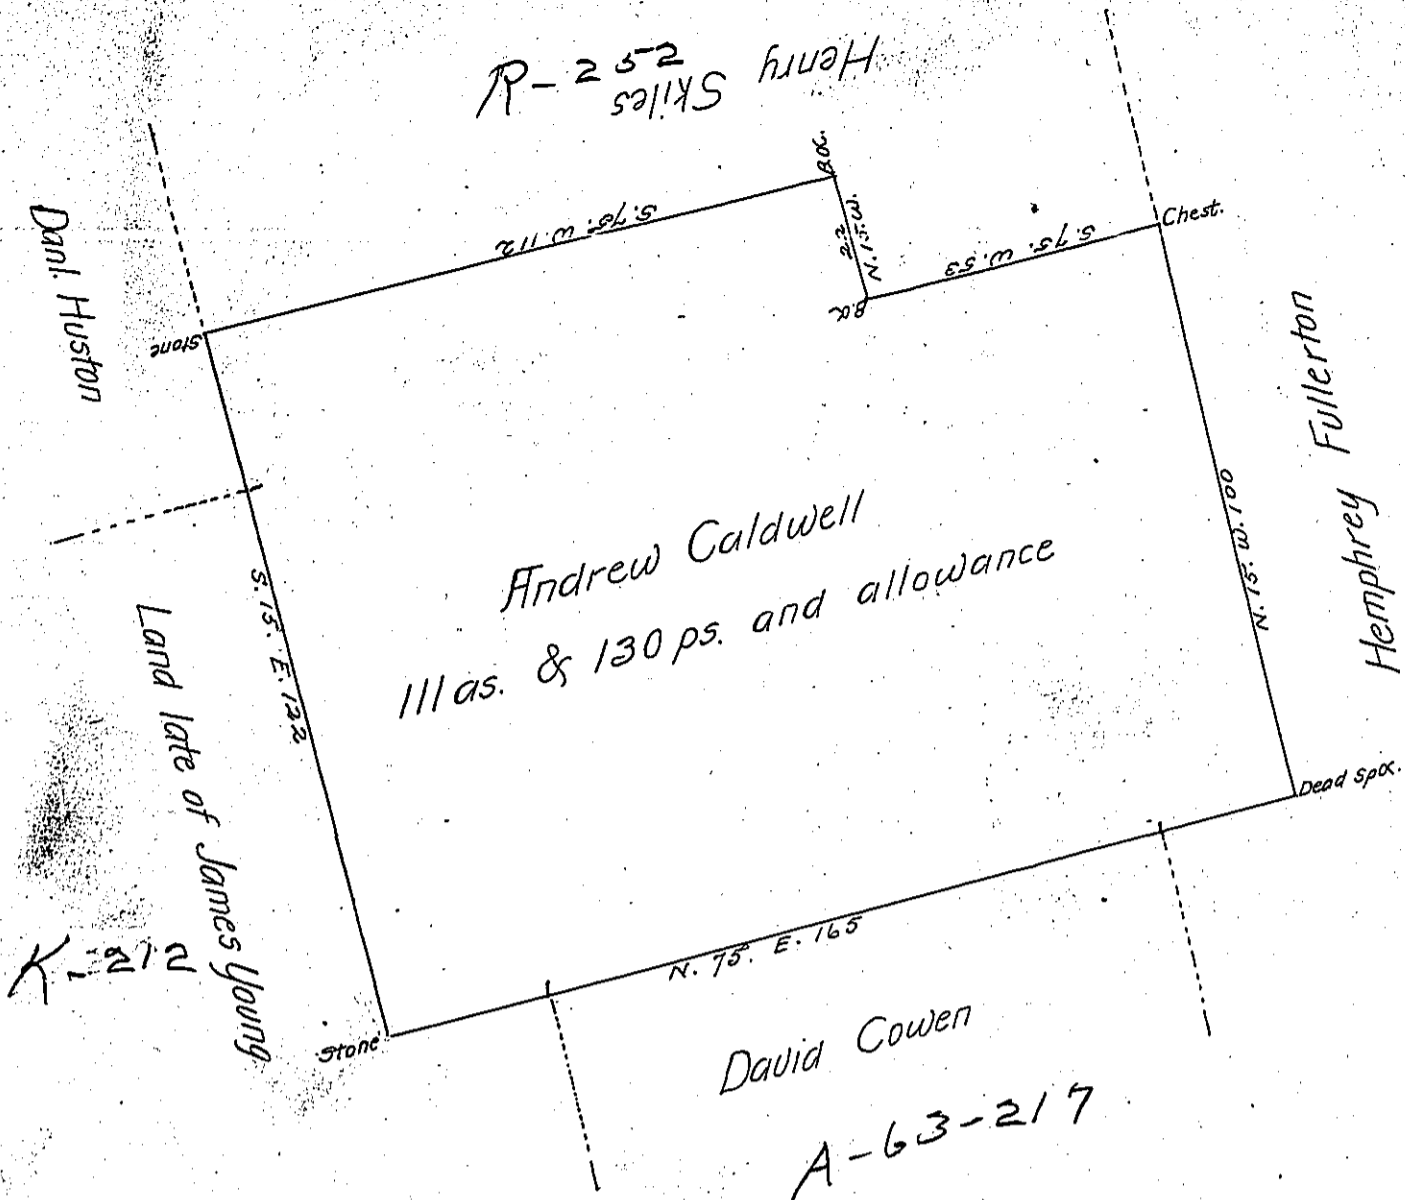 R-252
Henry
Skiles
Danl. Huston
S. 75. W. 112
B.O.
22
N. 15. W.
B.O.
S. 75. W. 53
Chest.
Stone
Hemphrey Fullerton
N. 15. W. 100
Andrew Caldwell
111 as. & 130 ps. and allowance
S. 15. E. 122
Land late of James Young
Dead Spo.
K-212
N. 75. E. 165
Stone
David Cowen
A-63-217